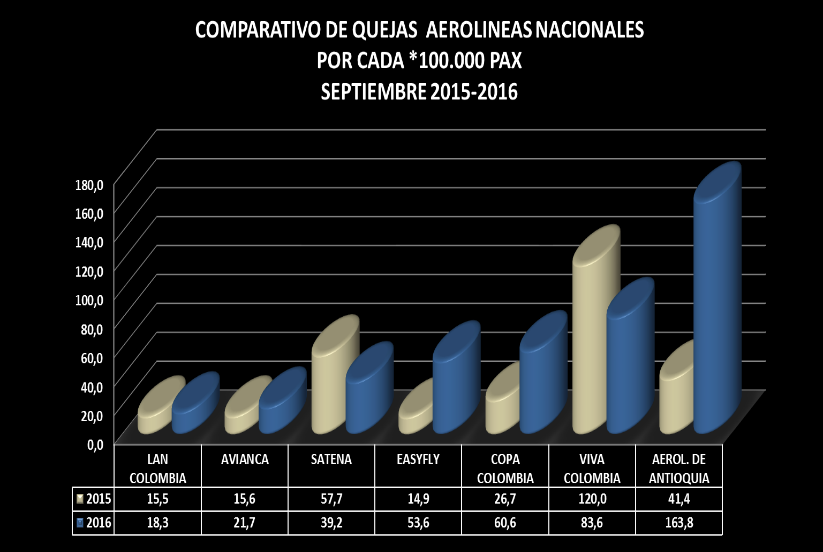 COMPARATIVO DE QUEJAS AEROLINEAS NACIONALES
POR CADA *100.000 PAX
SEPTIEMBRE 2015-2016
180,0
160,0
140,0
120,0
100,0
80,0
60,0
40,0
20,0
0,0
LAN COLOMBIA AVIANCA SATENA EASYFLY COPA COLOMBIA VIVA COLOMBIA AEROL. DE ANTIOQUIA
2015 15,5 15,6 57,7 14,9 26,7 120,0 41,4
2016 18,3 21,7 39,2 53,6 60,6 83,6 163,8